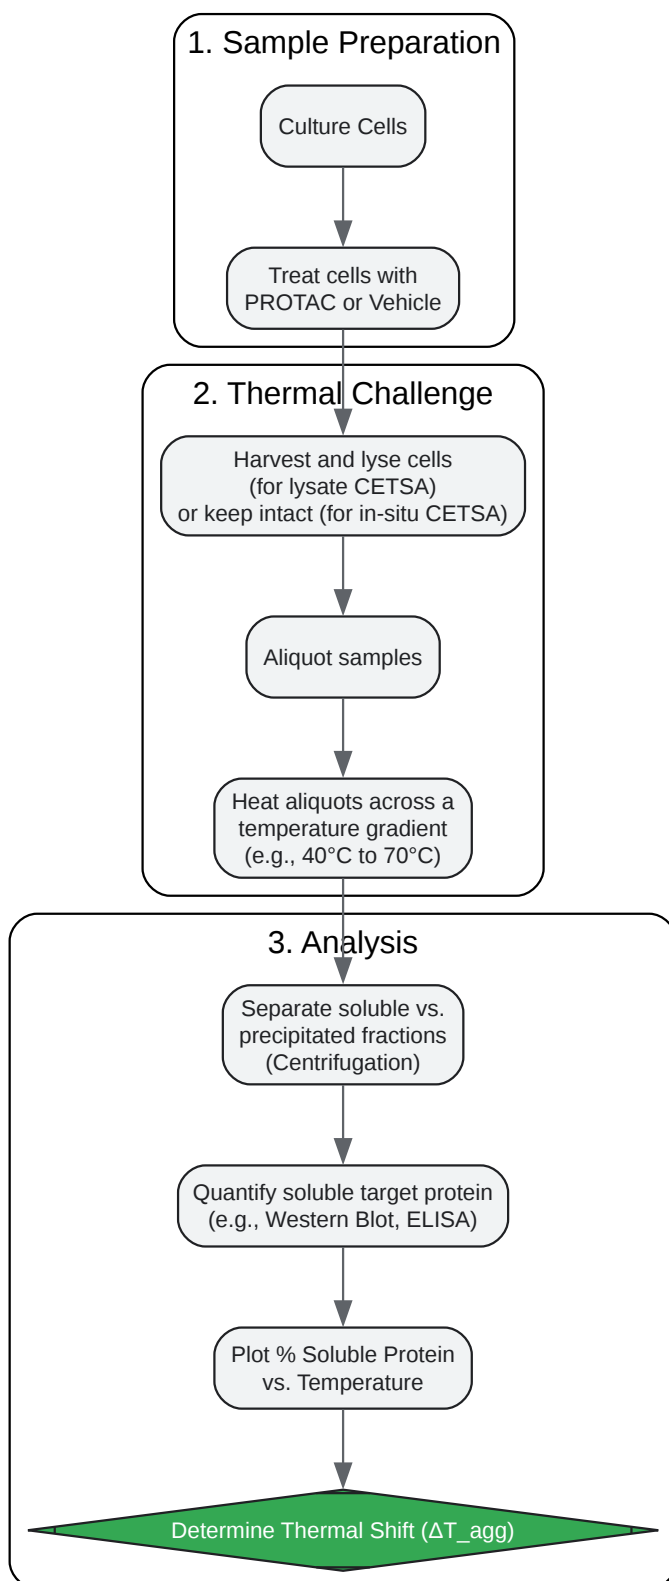 1. Sample Preparation
Culture Cells
Treat cells with
PROTAC or Vehicle
2. Thermal Challenge
Harvest and lyse cells
(for lysate CETSA)
or keep intact (for in-situ CETSA)
Aliquot samples
Heat aliquots across a
temperature gradient
(e.g., 40°C to 70°C)
3. Analysis
Separate soluble vs.
precipitated fractions
(Centrifugation)
Quantify soluble target protein
(e.g., Western Blot, ELISA)
Plot % Soluble Protein
vs. Temperature
Determine Thermal Shift (ΔT_agg)